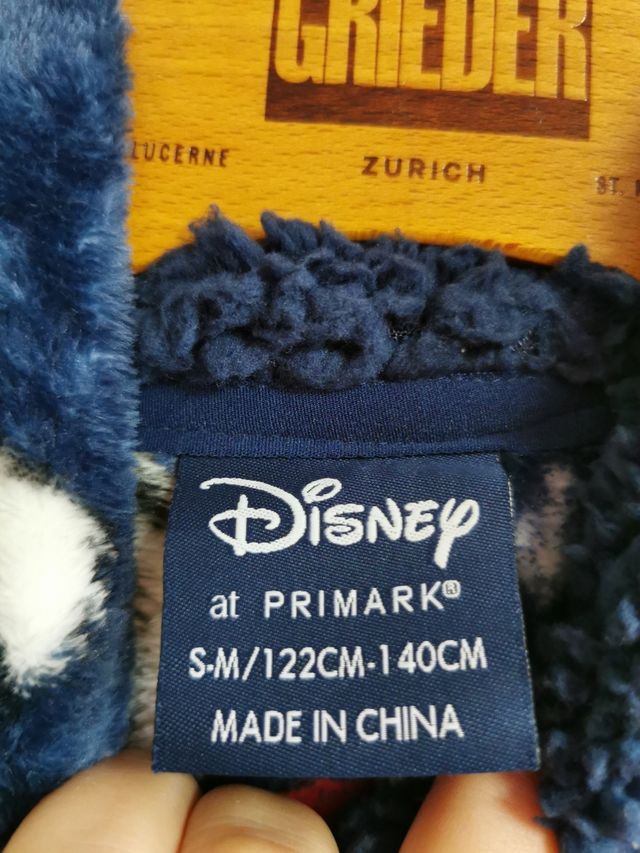 GRIEDER
LUCERNE ZURICH ST.
Disney
at PRIMARK®
S-M/122CM-140CM
MADE IN CHINA